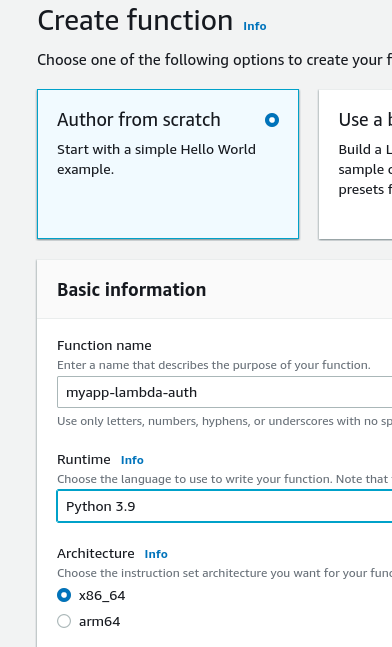 Create function Info
Choose one of the following options to create your f
Author from scratch
Start with a simple Hello World
example.
Use a b
Build a L
sample c
presets f
Basic information
Function name
Enter a name that describes the purpose of your function.
myapp-lambda-auth
Use only letters, numbers, hyphens, or underscores with no sp
Runtime Info
Choose the language to use to write your function. Note that
Python 3.9
Architecture Info
Choose the instruction set architecture you want for your func
x86_64
arm64